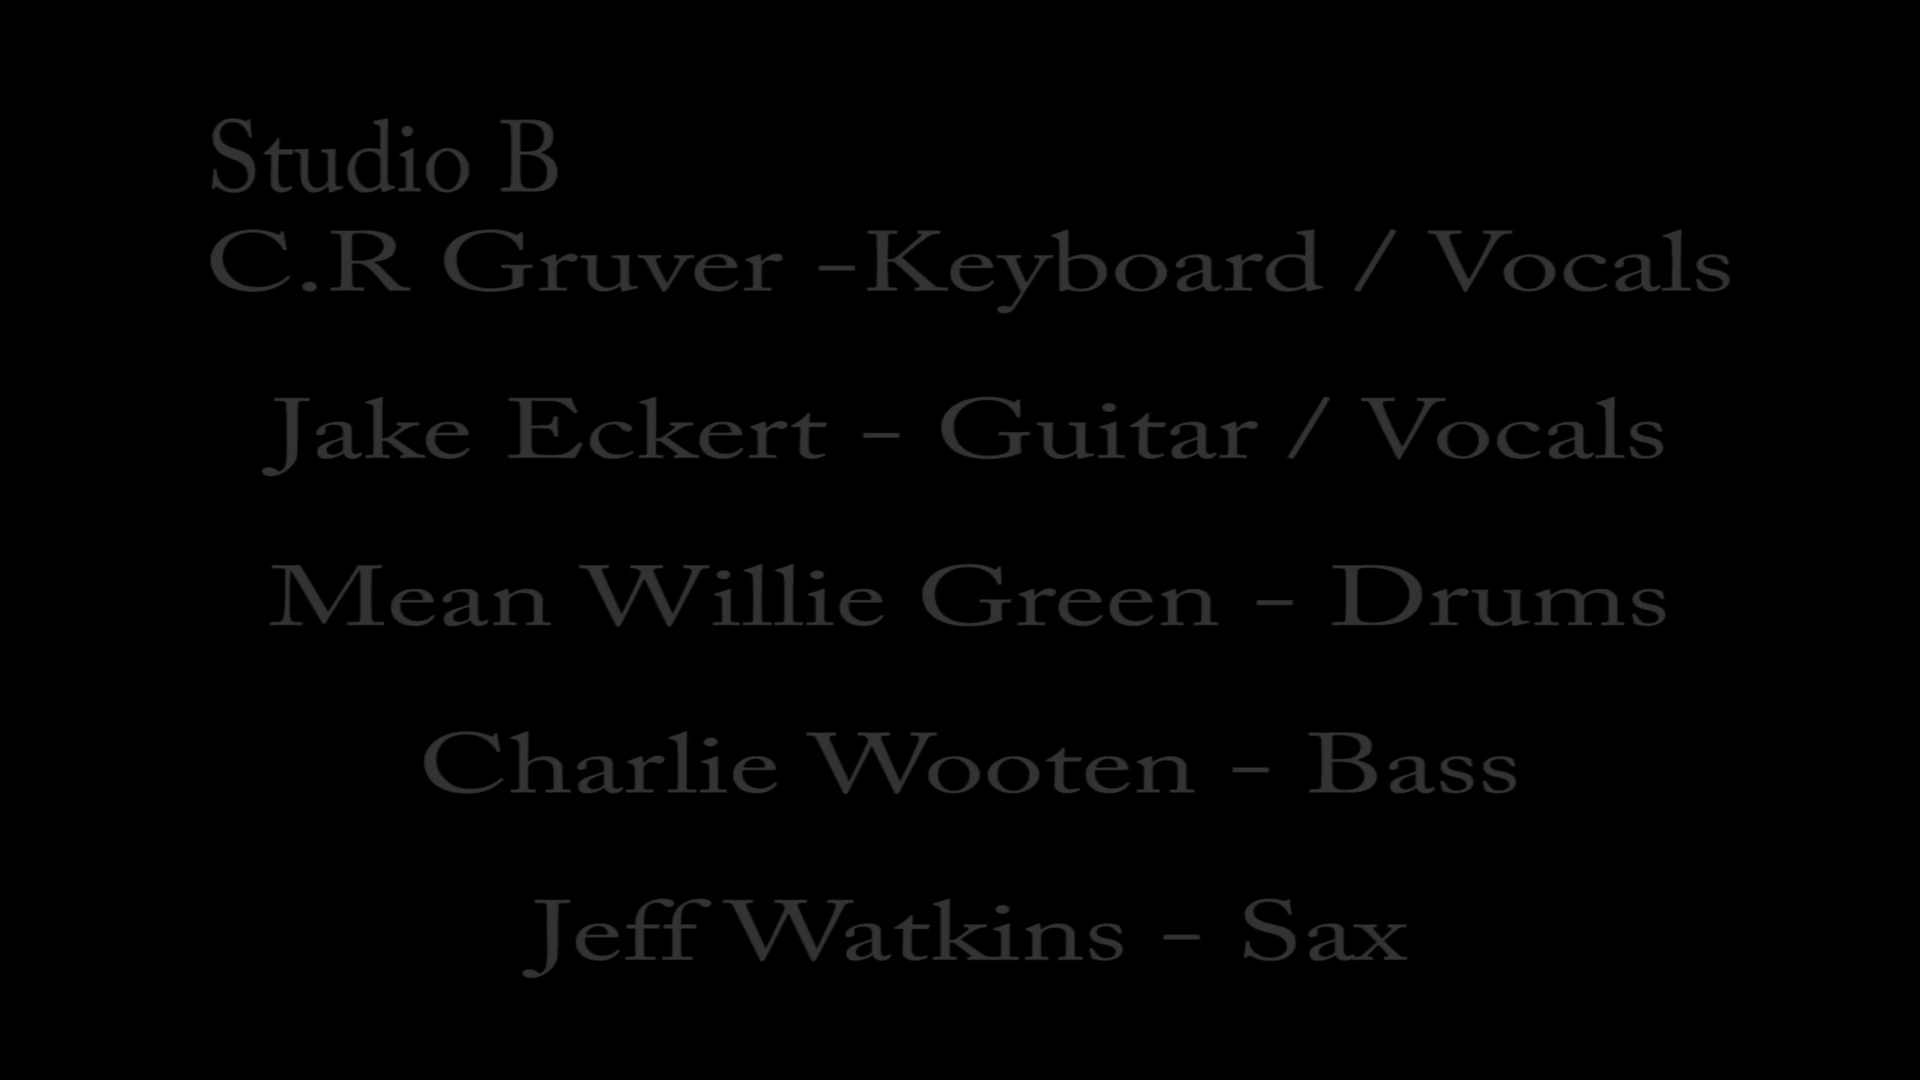 Studio B
C.R Gruver -Keyboard / Vocals
Jake Eckert - Guitar / Vocals
Mean Willie Green - Drums
Charlie Wooten - Bass
Jeff Watkins - Sax